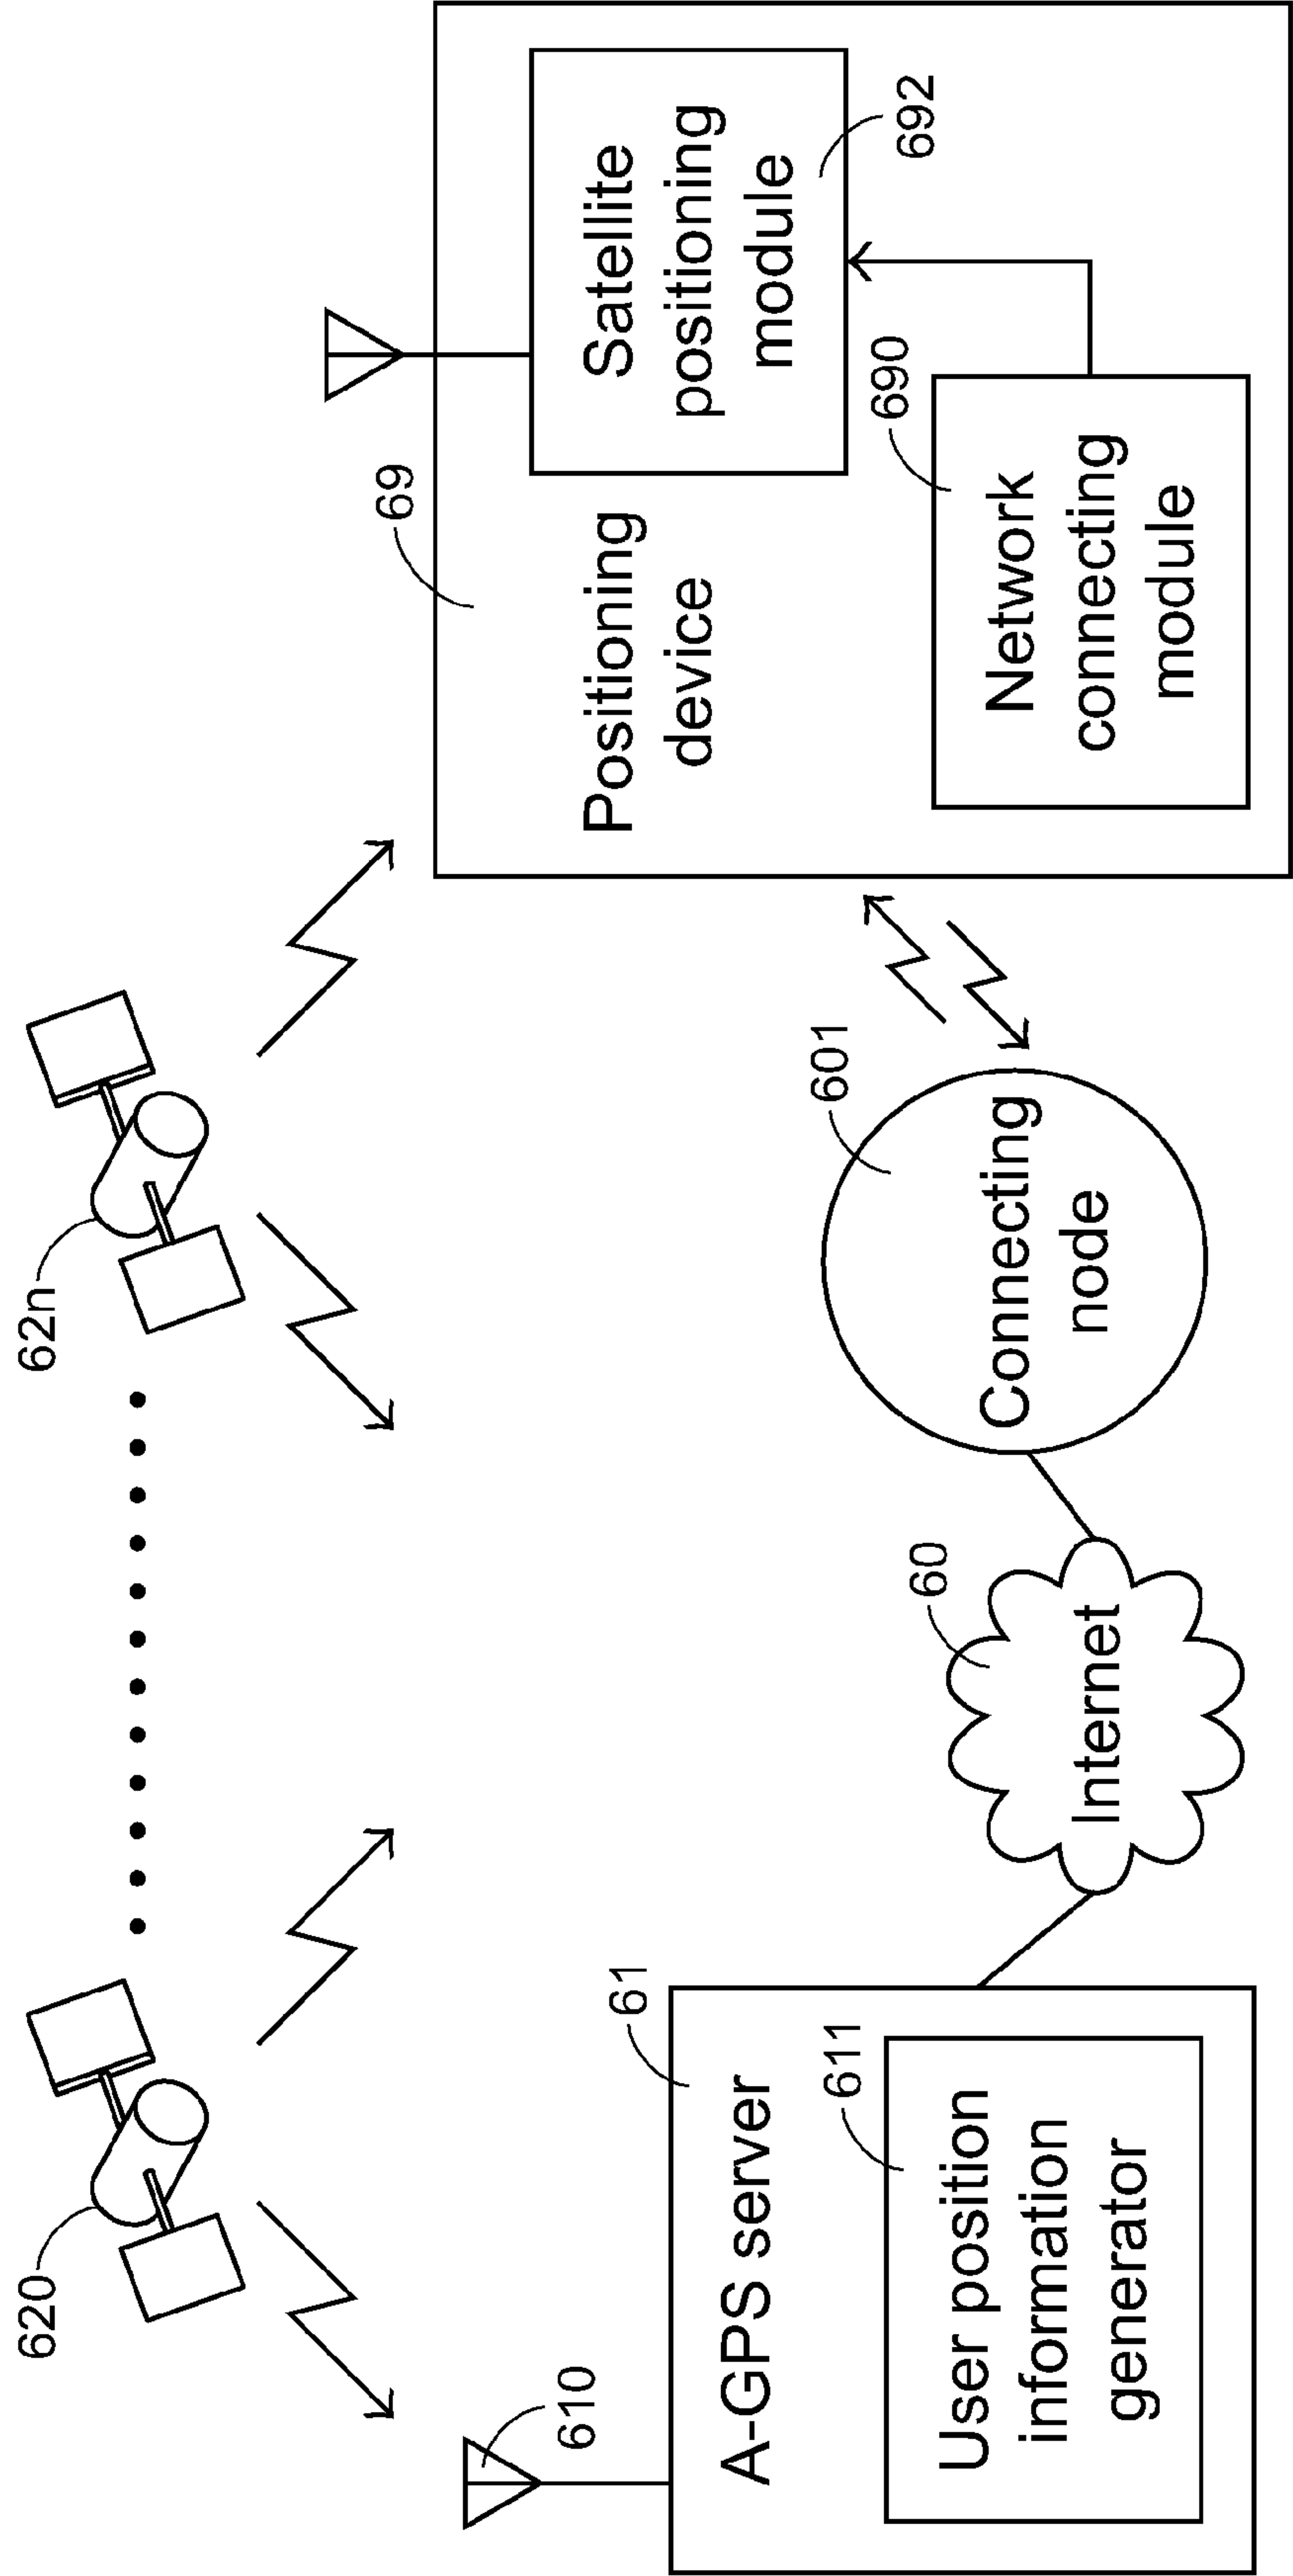 620
62n
610
61
A-GPS server
611
User position
information
generator
60
Internet
601
Connecting
node
69
Positioning
device
Satellite
positioning
module
692
690
Network
connecting
module